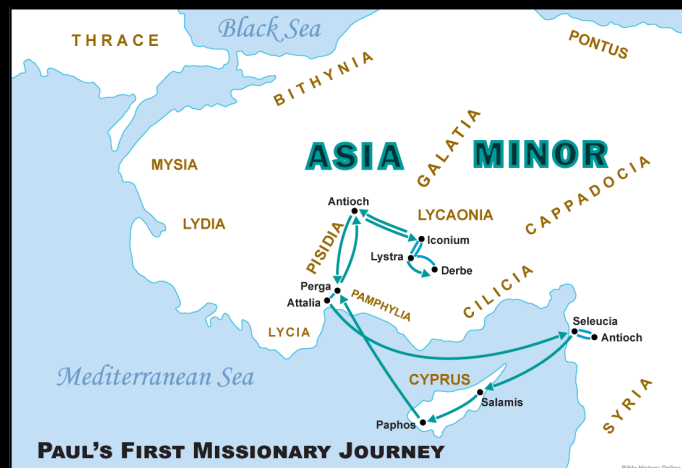 Black Sea
THRACE
PONTUS
BITHYNIA
ASIA MINOR
GALATIA
MYSIA
CAPPADOCIA
Antioch
LYCAONIA
LYDIA
PISIDIA
Iconium
Lystra
Derbe
Perga
PAMPHYLIA
Attalia
CILICIA
LYCIA
Seleucia
Antioch
Mediterranean Sea
CYPRUS
Salamis
SYRIA
Paphos
PAUL'S FIRST MISSIONARY JOURNEY